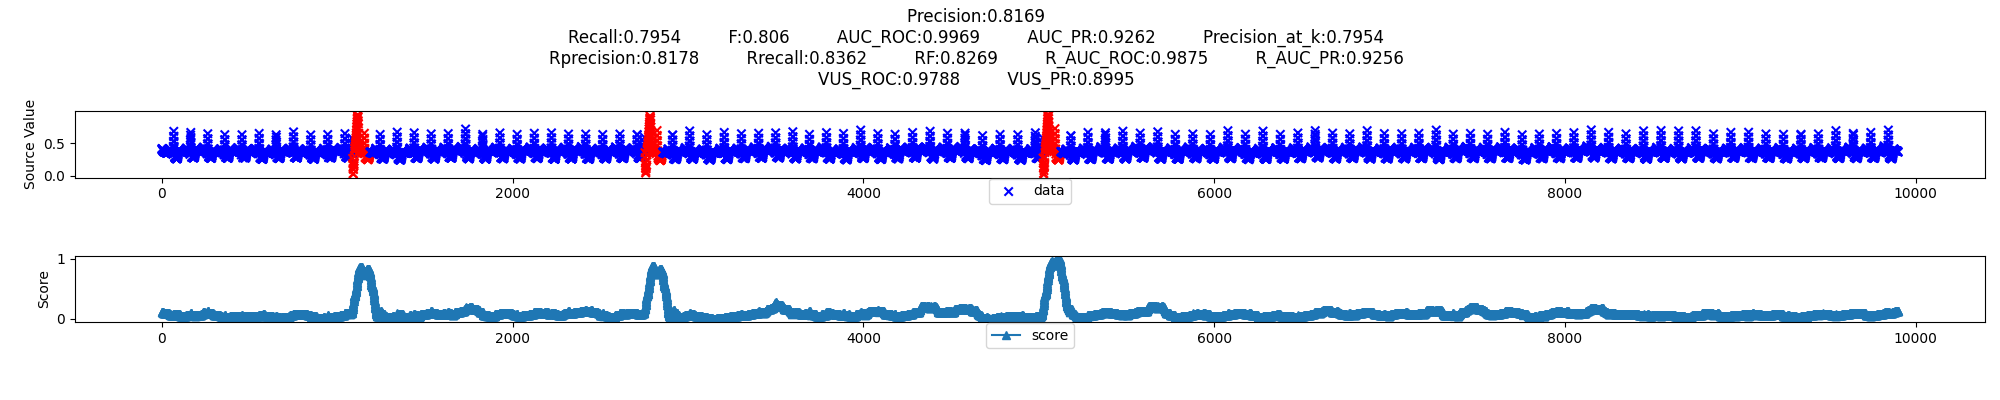 Precision:0.8169
Recall:0.7954 F:0.806 AUC_ROC:0.9969 AUC_PR:0.9262 Precision_at_k:0.7954
Rprecision:0.8178 Rrecall:0.8362 RF:0.8269 R_AUC_ROC:0.9875 R_AUC_PR:0.9256
VUS_ROC:0.9788 VUS_PR:0.8995
Source Value
0.5
0.0
0 2000 4000 6000 8000 10000
data
Score
1
0
0 2000 4000 6000 8000 10000
score